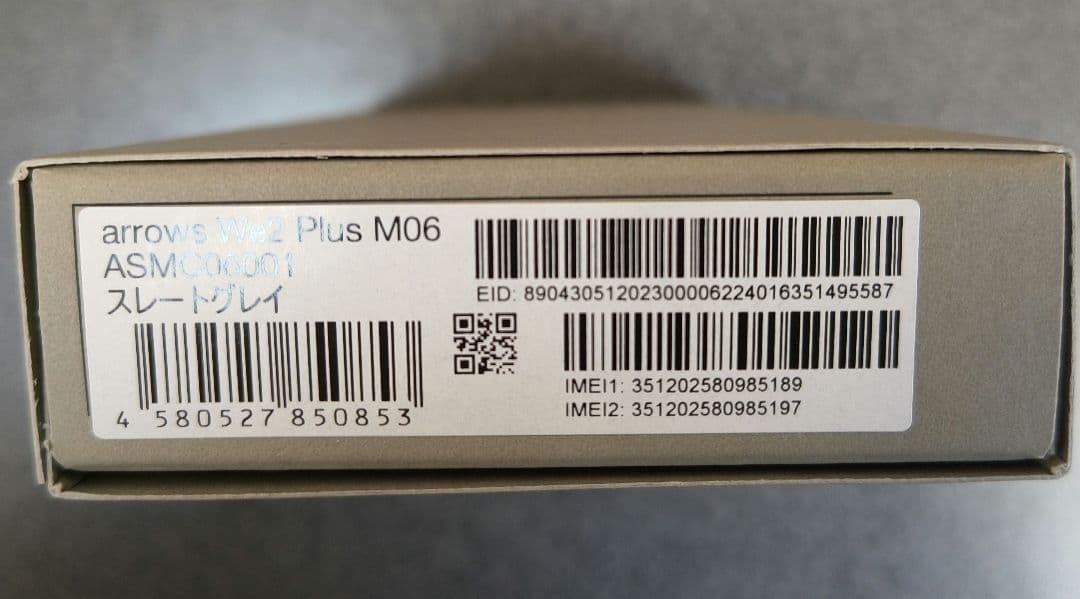 arrows We2 Plus M06
ASMO06001
スレートグレイ
4 580527 850853
EID: 89043051202300006224016351495587
IMEI1: 351202580985189
IMEI2: 351202580985197